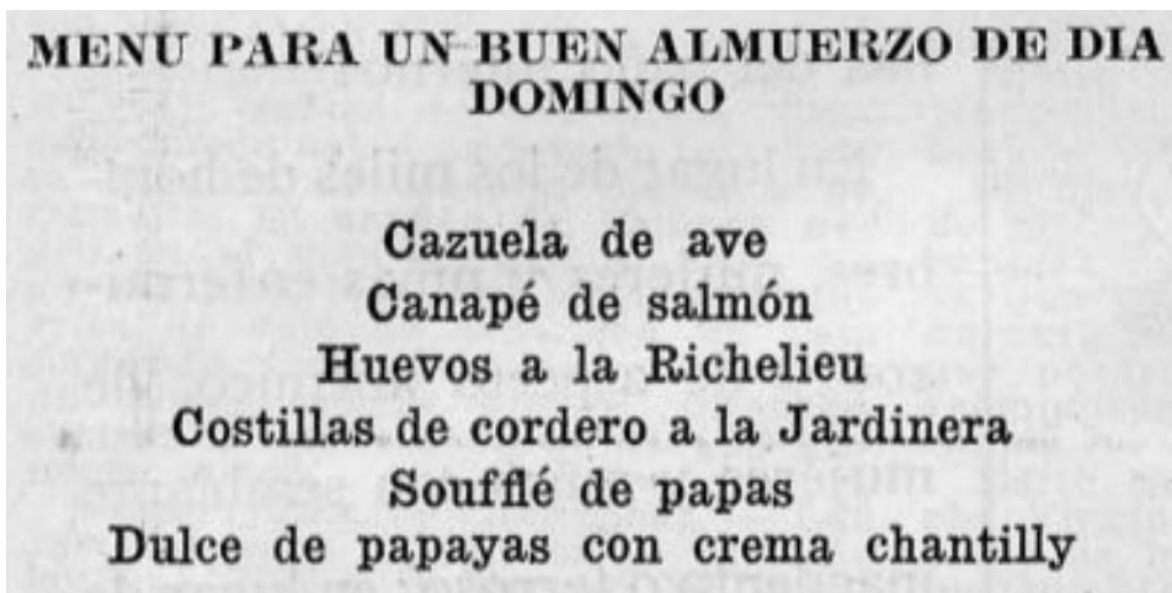 MENU PARA UN BUEN ALMUERZO DE DIA
DOMINGO
Cazuela de ave
Canapé de salmón
Huevos a la Richelieu
Costillas de cordero a la Jardinera
Soufflé de papas
Dulce de papayas con crema chantilly